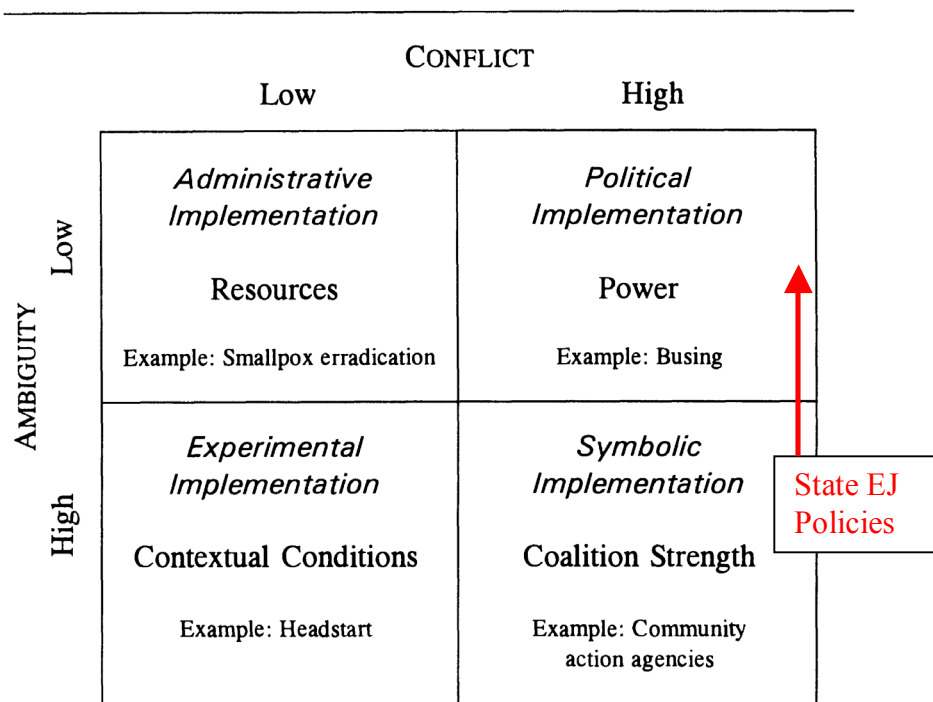 CONFLICT
Low High
AMBIGUITY
Low
Administrative
Implementation
Resources
Example: Smallpox erradication
Political
Implementation
Power
Example: Busing
High
Experimental
Implementation
Contextual Conditions
Example: Headstart
Symbolic
Implementation
Coalition Strength
Example: Community
action agencies
State EJ
Policies